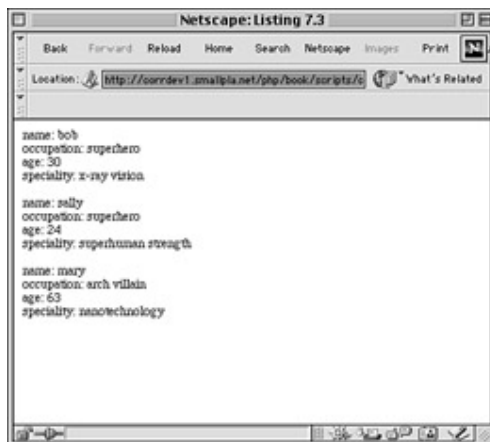 Netscape: Listing 7.3
Back Forward Reload Home Search Netscape Images Print N
Location: http://corrdev1.smallpla.net/php/book/scripts/c What's Related
name: bob
occupation: superhero
age: 30
speciality: x-ray vision
name: sally
occupation: superhero
age: 24
speciality: superhuman strength
name: mary
occupation: arch villain
age: 63
speciality: nanotechnology